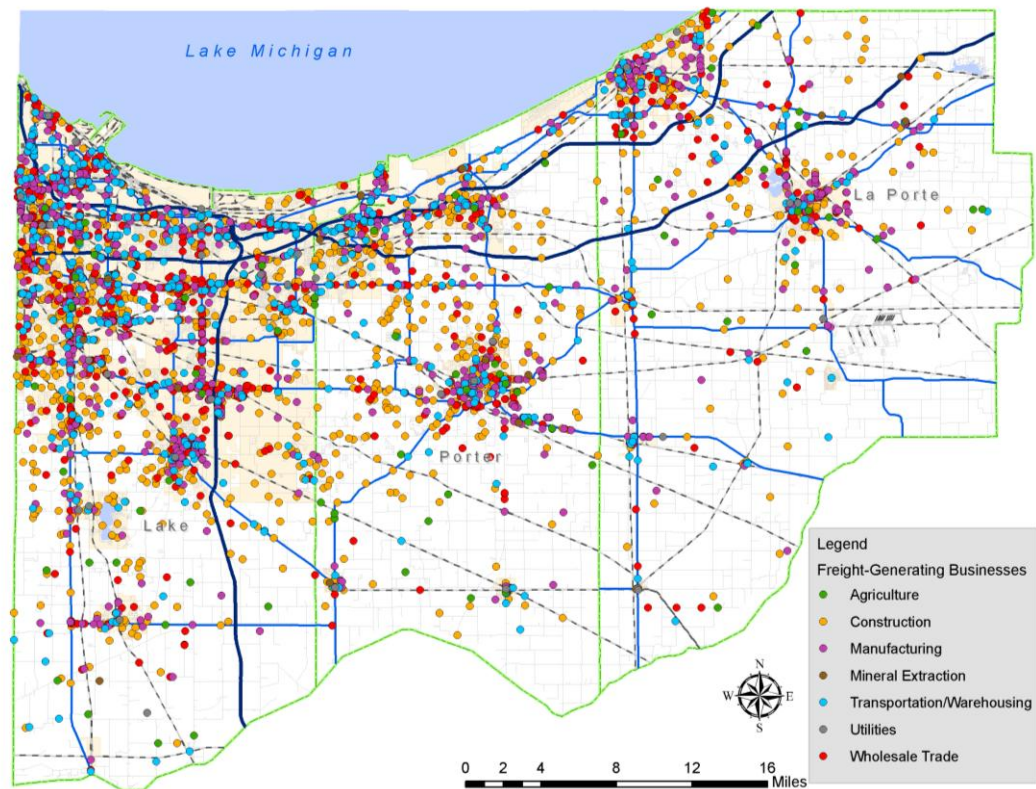 Lake Michigan
La Porte
Porter
Lake
Legend
Freight-Generating Businesses
Agriculture
Construction
Manufacturing
Mineral Extraction
Transportation/Warehousing
Utilities
Wholesale Trade
N
W E
S
0 2 4 8 12 16
Miles